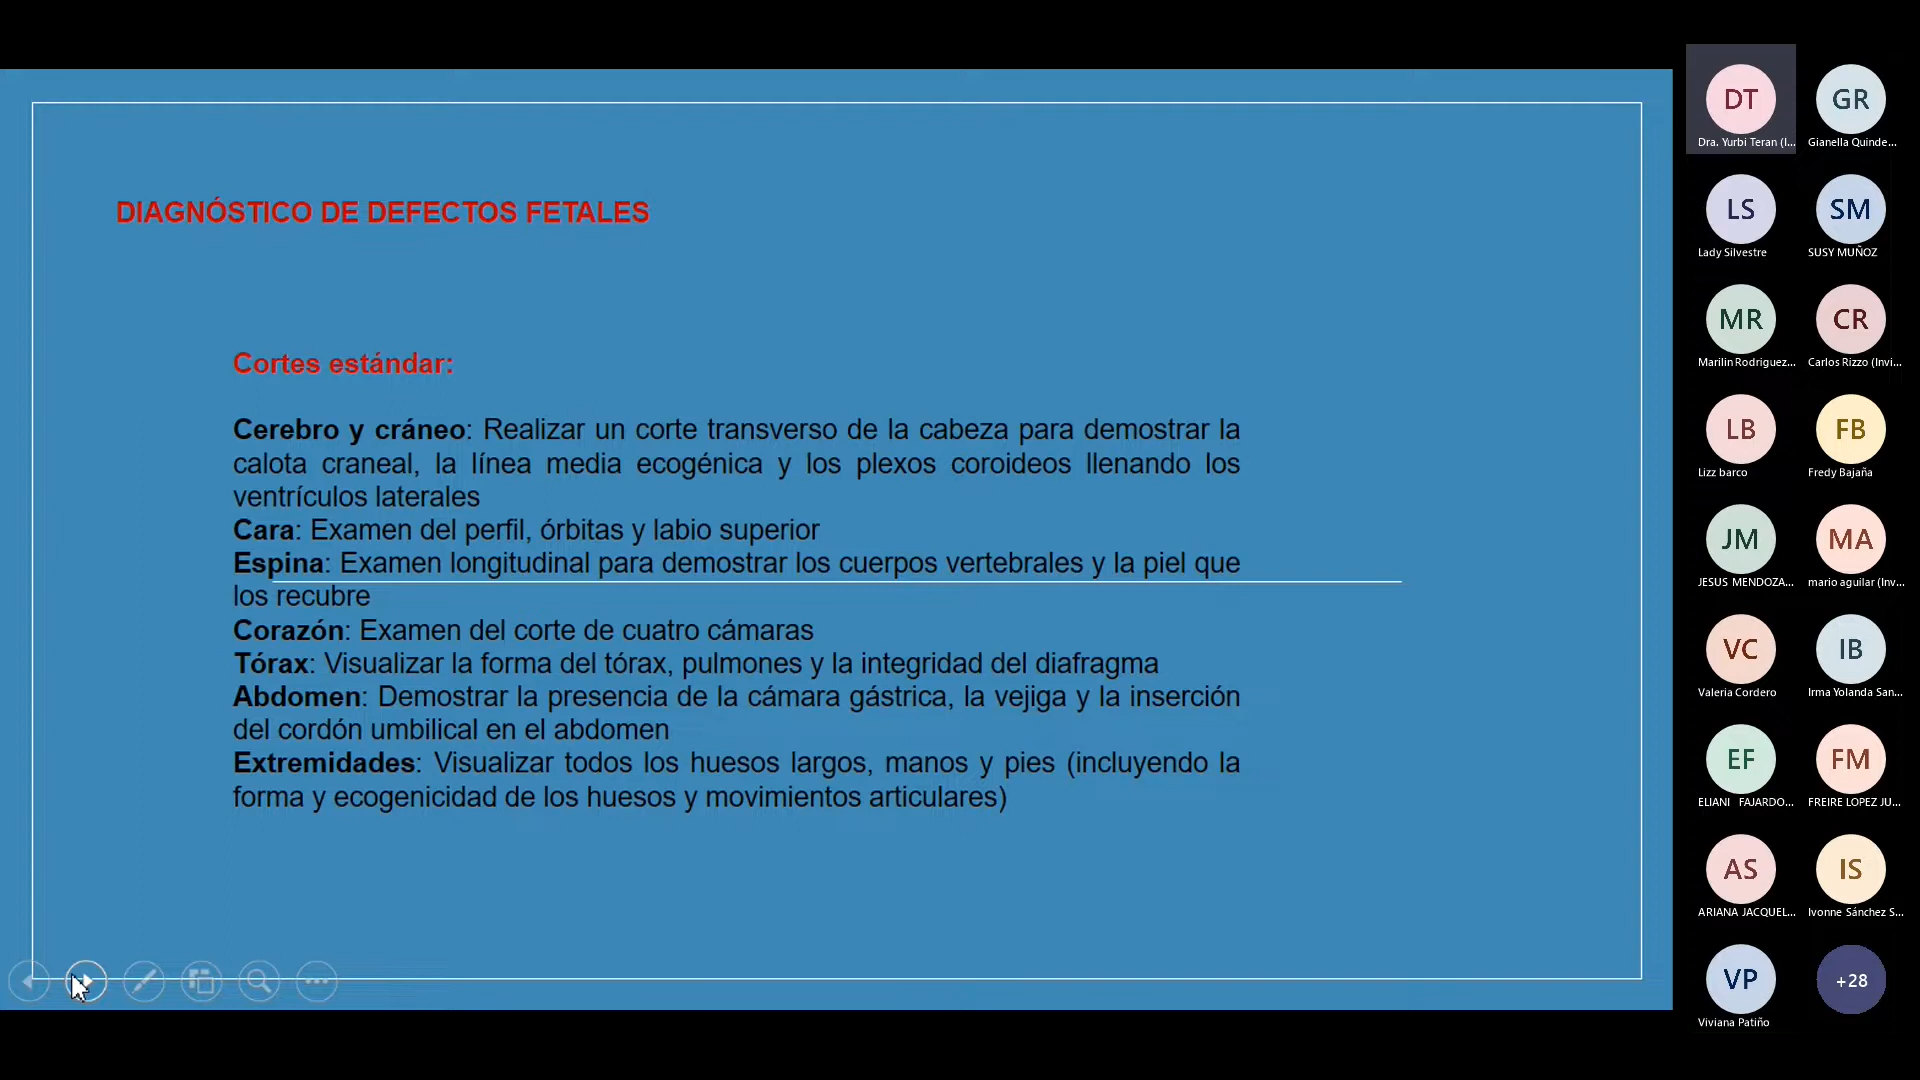 DIAGNÓSTICO DE DEFECTOS FETALES
Cortes estándar:
Cerebro y cráneo: Realizar un corte transverso de la cabeza para demostrar la
calota craneal, la línea media ecogénica y los plexos coroideos llenando los
ventrículos laterales
Cara: Examen del perfil, órbitas y labio superior
Espina: Examen longitudinal para demostrar los cuerpos vertebrales y la piel que
los recubre
Corazón: Examen del corte de cuatro cámaras
Tórax: Visualizar la forma del tórax, pulmones y la integridad del diafragma
Abdomen: Demostrar la presencia de la cámara gástrica, la vejiga y la inserción
del cordón umbilical en el abdomen
Extremidades: Visualizar todos los huesos largos, manos y pies (incluyendo la
forma y ecogenicidad de los huesos y movimientos articulares)
DT GR
Dra. Yurbi Teran (I... Gianella Quinde...
LS SM
Lady Silvestre SUSY MUÑOZ
MR CR
Marilin Rodriguez... Carlos Rizzo (Invi...
LB FB
Lizz barco Fredy Bajaña
JM MA
JESUS MENDOZA... mario aguilar (Inv...
VC IB
Valeria Cordero Irma Yolanda San...
EF FM
ELIANI FAJARDO... FREIRE LOPEZ JU...
AS IS
ARIANA JACQUEL... Ivonne Sánchez S...
VP +28
Viviana Patiño